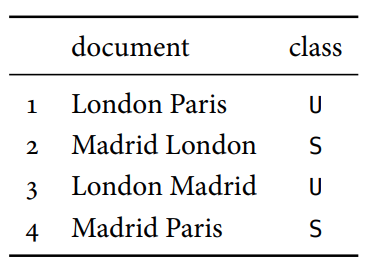 document class
1 London Paris U
2 Madrid London S
3 London Madrid U
4 Madrid Paris S